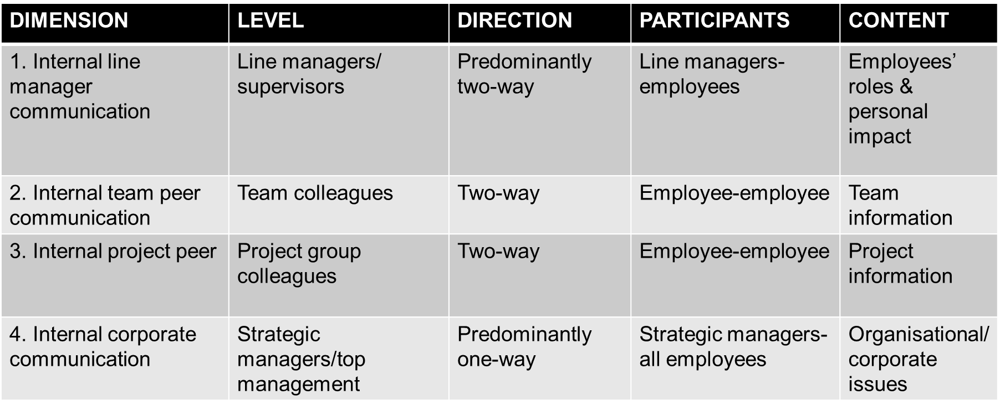 DIMENSION
LEVEL
DIRECTION
PARTICIPANTS
CONTENT
1. Internal line
manager
communication
Line managers/
supervisors
Predominantly
two-way
Line managers-
employees
Employees’
roles &
personal
impact
2. Internal team peer
communication
Team colleagues
Two-way
Employee-employee
Team
information
3. Internal project peer
Project group
colleagues
Two-way
Employee-employee
Project
information
4. Internal corporate
communication
Strategic
managers/top
management
Predominantly
one-way
Strategic managers-
all employees
Organisational/
corporate
issues